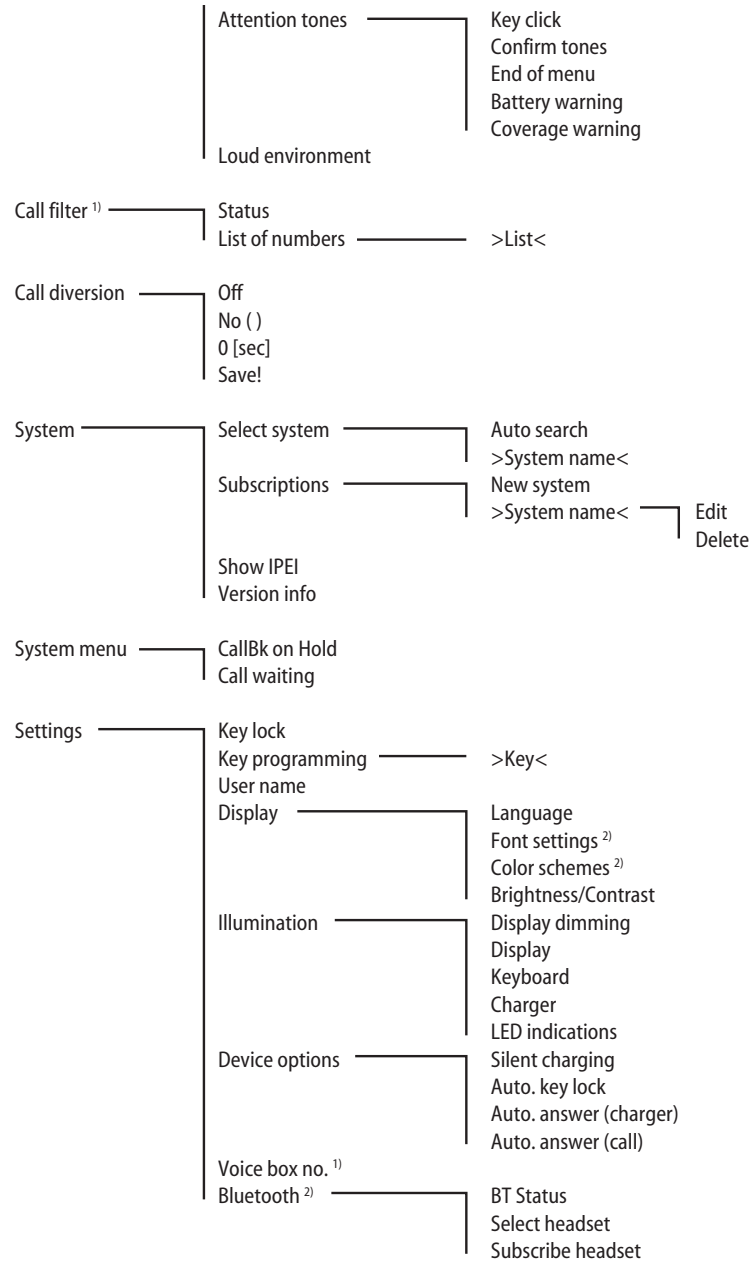 Attention tones Key click
Confirm tones
End of menu
Battery warning
Coverage warning
Loud environment
Call filter 1) Status
List of numbers >List<
Call diversion Off
No ( )
0 [sec]
Save!
System Select system Auto search
>System name<
Subscriptions New system
>System name< Edit
Delete
Show IPEI
Version info
System menu CallBk on Hold
Call waiting
Settings Key lock
Key programming >Key<
User name
Display Language
Font settings 2)
Color schemes 2)
Brightness/Contrast
Illumination Display dimming
Display
Keyboard
Charger
LED indications
Device options Silent charging
Auto. key lock
Auto. answer (charger)
Auto. answer (call)
Voice box no. 1)
Bluetooth 2) BT Status
Select headset
Subscribe headset